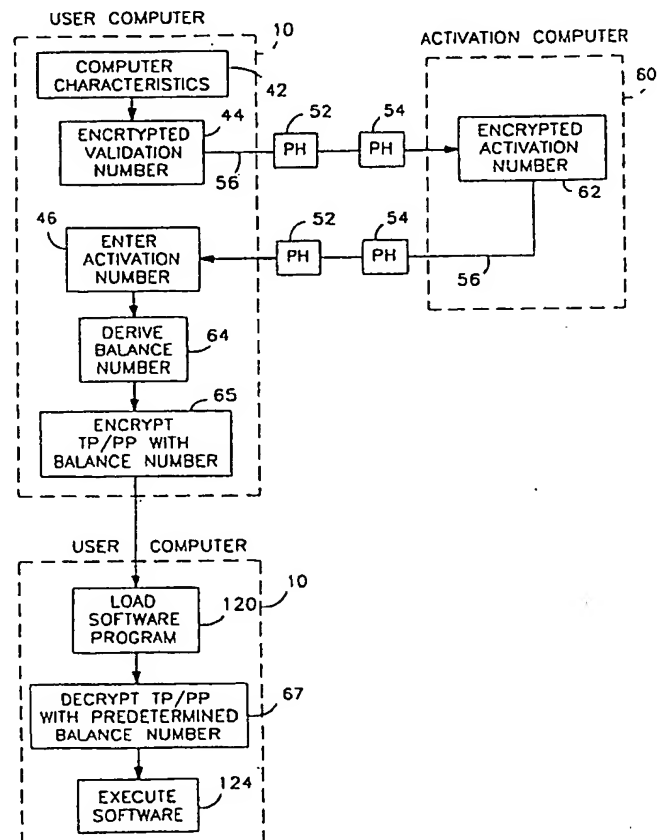 USER COMPUTER
10
COMPUTER
CHARACTERISTICS
42
44
ENCRTYPTED
VALIDATION
NUMBER
56
52
PH
54
PH
ACTIVATION COMPUTER
60
ENCRYPTED
ACTIVATION
NUMBER
62
46
ENTER
ACTIVATION
NUMBER
52
PH
54
PH
56
DERIVE
BALANCE
NUMBER
64
65
ENCRYPT
TP/PP WITH
BALANCE NUMBER
USER COMPUTER
10
LOAD
SOFTWARE
PROGRAM
120
DECRYPT TP/PP
WITH PREDETERMINED
BALANCE NUMBER
67
EXECUTE
SOFTWARE
124